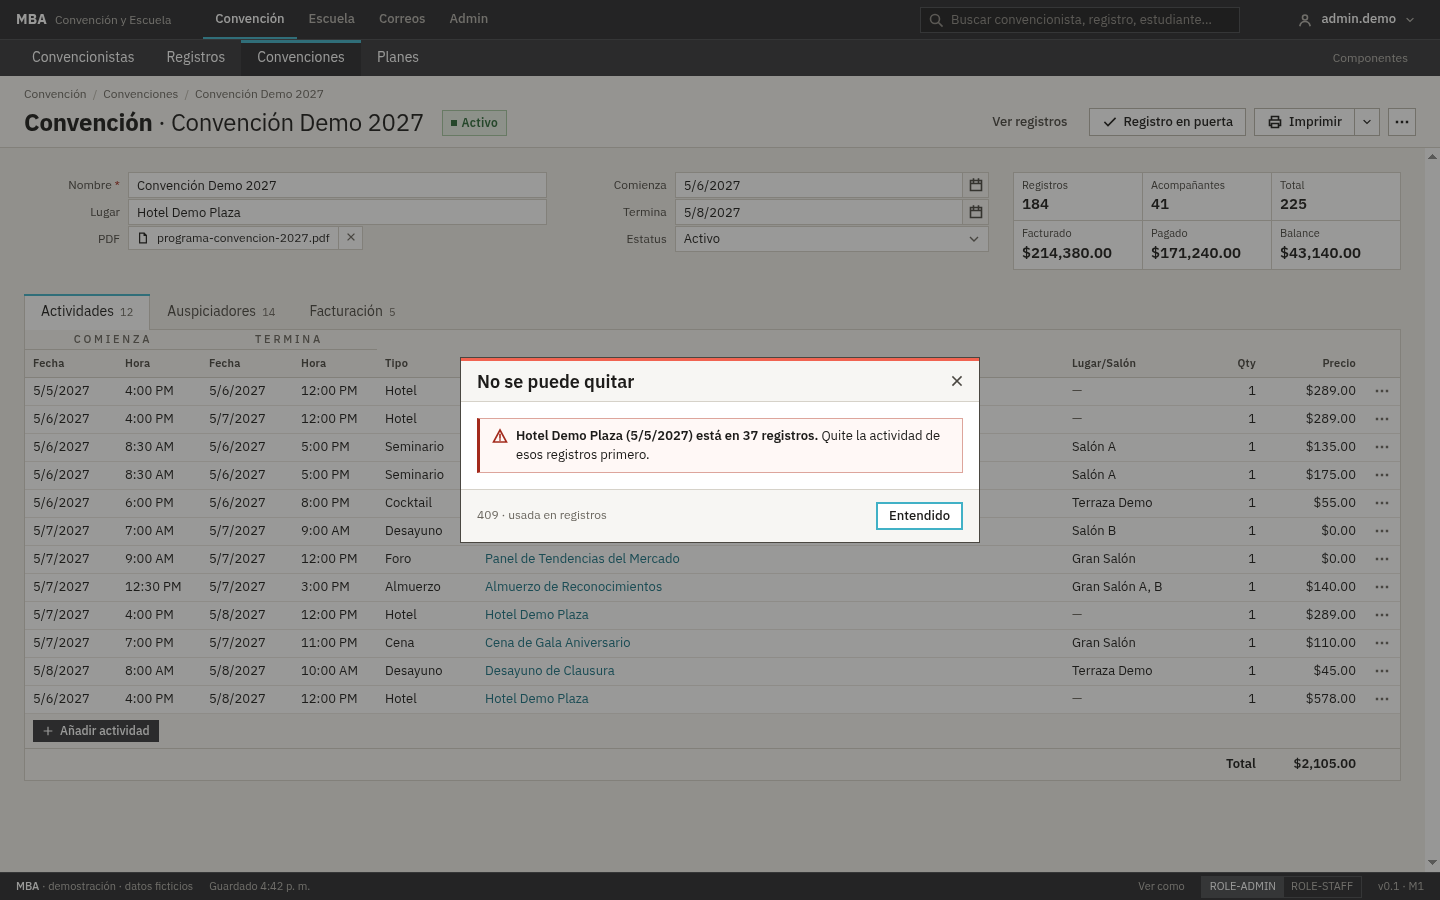 MBA Convención y Escuela Convención Escuela Correos Admin Buscar convencionista, registro, estudiante... admin.demo
Convencionistas Registros Convenciones Planes Componentes
Convención / Convenciones / Convención Demo 2027
Convención · Convención Demo 2027 Activo Ver registros Registro en puerta Imprimir
Nombre * Convención Demo 2027 Comienza 5/6/2027 Registros Acompañantes Total
184 41 225
Lugar Hotel Demo Plaza Termina 5/8/2027
PDF programa-convencion-2027.pdf Estatus Activo Facturado Pagado Balance
$214,380.00 $171,240.00 $43,140.00
Actividades 12 Auspiciadores 14 Facturación 5
COMIENZA TERMINA
Fecha Hora Fecha Hora Tipo Lugar/Salón Qty Precio
5/5/2027 4:00 PM 5/6/2027 12:00 PM Hotel — 1 $289.00
5/6/2027 4:00 PM 5/7/2027 12:00 PM Hotel — 1 $289.00
5/6/2027 8:30 AM 5/6/2027 5:00 PM Seminario Salón A 1 $135.00
5/6/2027 8:30 AM 5/6/2027 5:00 PM Seminario Salón A 1 $175.00
5/6/2027 6:00 PM 5/6/2027 8:00 PM Cocktail Terraza Demo 1 $55.00
5/7/2027 7:00 AM 5/7/2027 9:00 AM Desayuno Salón B 1 $0.00
5/7/2027 9:00 AM 5/7/2027 12:00 PM Foro Panel de Tendencias del Mercado Gran Salón 1 $0.00
5/7/2027 12:30 PM 5/7/2027 3:00 PM Almuerzo Almuerzo de Reconocimientos Gran Salón A, B 1 $140.00
5/7/2027 4:00 PM 5/8/2027 12:00 PM Hotel Hotel Demo Plaza — 1 $289.00
5/7/2027 7:00 PM 5/7/2027 11:00 PM Cena Cena de Gala Aniversario Gran Salón 1 $110.00
5/8/2027 8:00 AM 5/8/2027 10:00 AM Desayuno Desayuno de Clausura Terraza Demo 1 $45.00
5/6/2027 4:00 PM 5/8/2027 12:00 PM Hotel Hotel Demo Plaza — 1 $578.00
Añadir actividad
Total $2,105.00
No se puede quitar
Hotel Demo Plaza (5/5/2027) está en 37 registros. Quite la actividad de
esos registros primero.
409 · usada en registros Entendido
MBA · demostración · datos ficticios Guardado 4:42 p. m. Ver como ROLE-ADMIN ROLE-STAFF v0.1 · M1